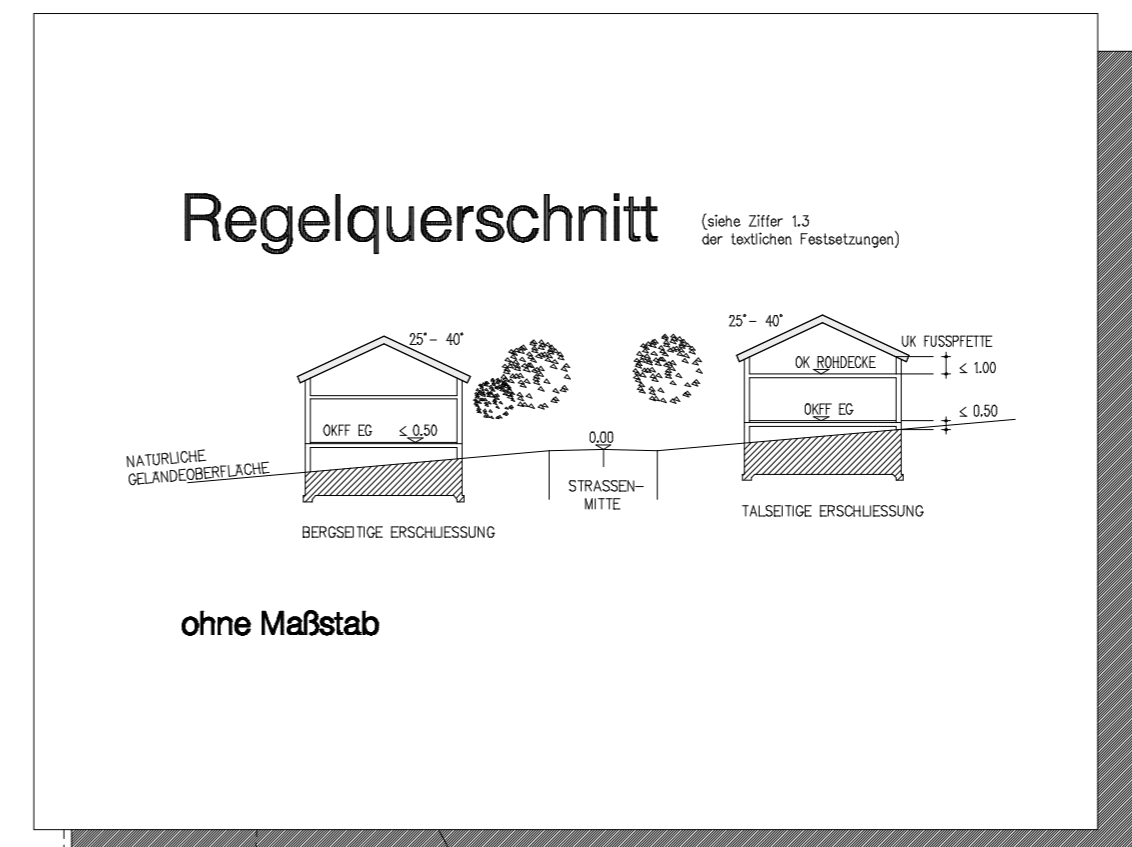 Regelquerschnitt
(siehe Ziffer 1.3
der textlichen Festsetzungen)
25°- 40°
25°- 40°
UK FUSSPFETTE
OK ROHDECKE
≤ 1.00
OKFF EG ≤ 0.50
OKFF EG
≤ 0.50
0.00
NATÜRLICHE
GELÄNDEOBERFLÄCHE
STRASSEN-
MITTE
BERGSEITIGE ERSCHLIESSUNG
TALSEITIGE ERSCHLIESSUNG
ohne Maßstab